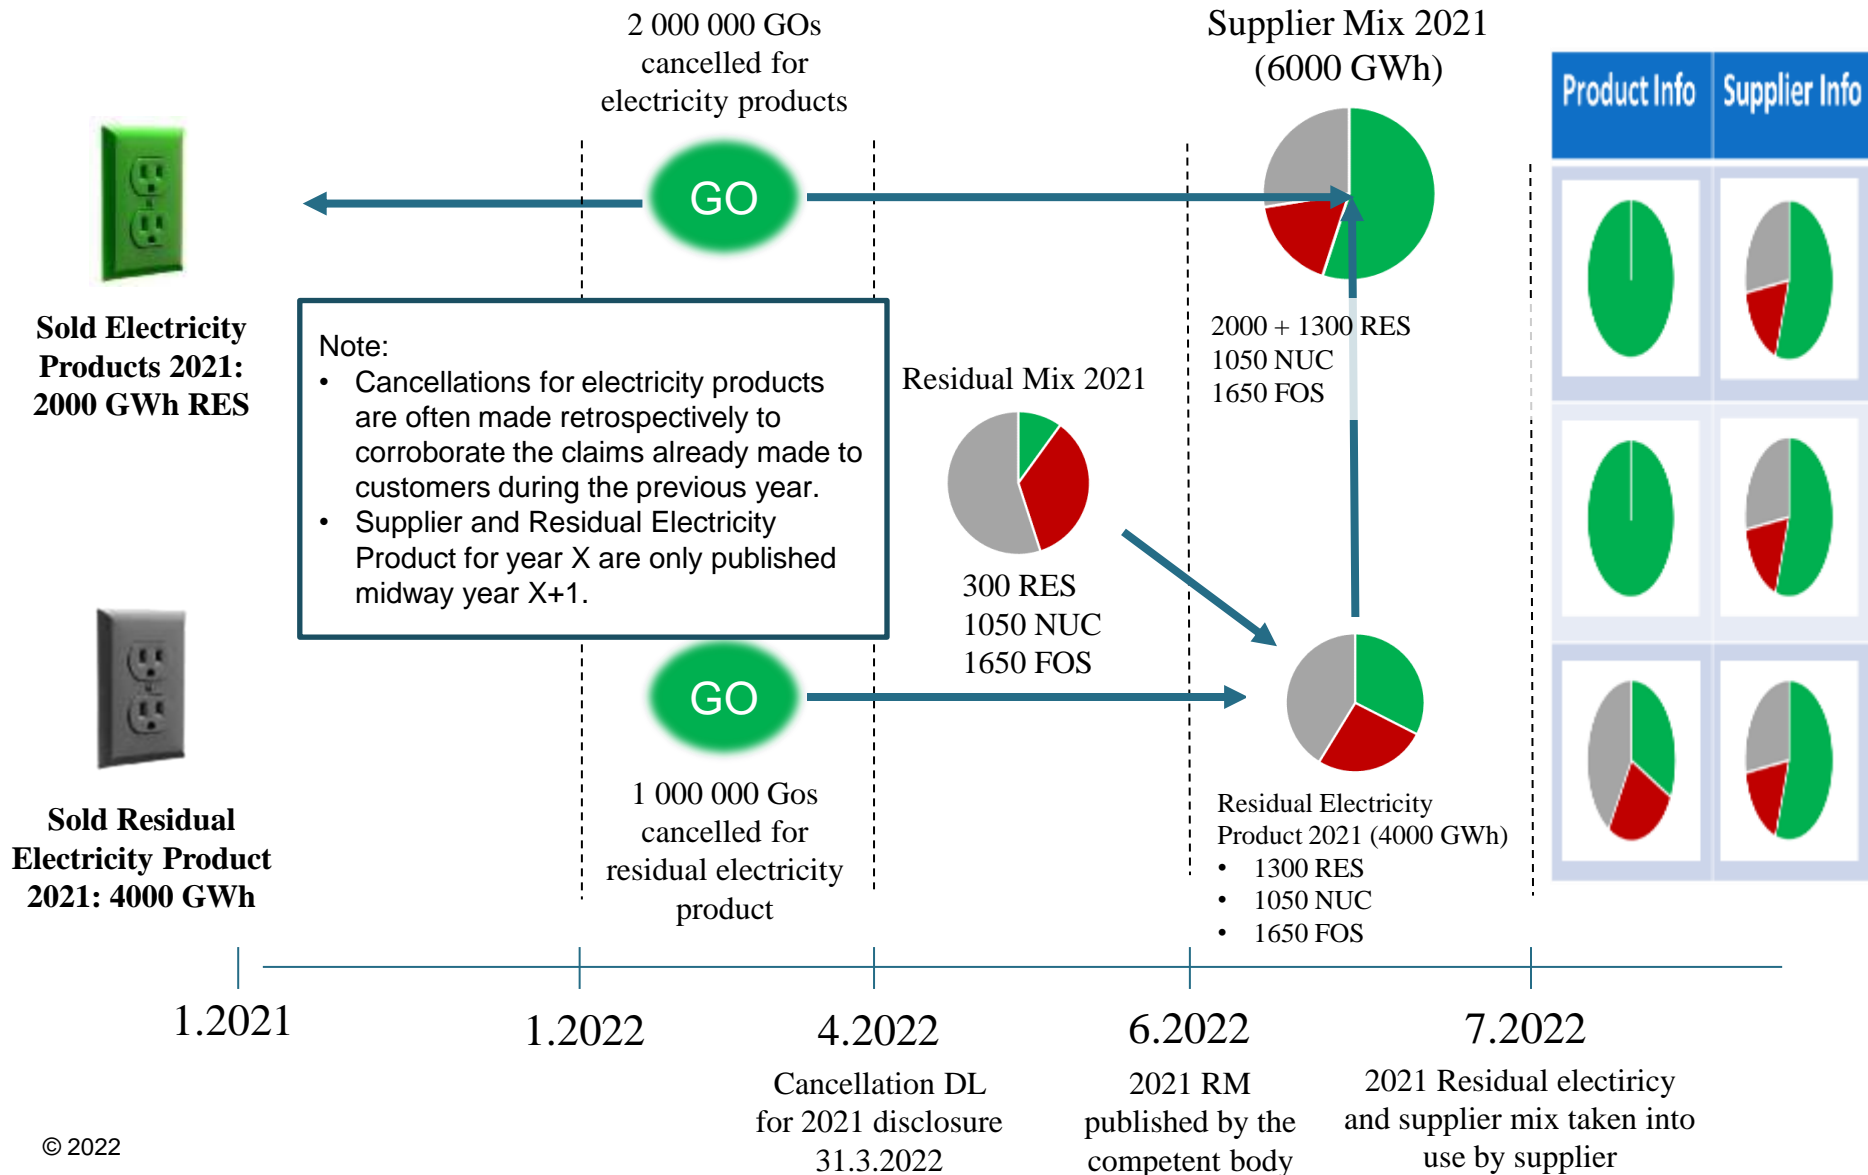 2 000 000 GOs
cancelled for
electricity products
Supplier Mix 2021
(6000 GWh)
Product Info
Supplier Info
GO
Sold Electricity
Products 2021:
2000 GWh RES
Note:
• Cancellations for electricity products
are often made retrospectively to
corroborate the claims already made to
customers during the previous year.
• Supplier and Residual Electricity
Product for year X are only published
midway year X+1.
2000 + 1300 RES
1050 NUC
1650 FOS
Residual Mix 2021
300 RES
1050 NUC
1650 FOS
GO
Sold Residual
Electricity Product
2021: 4000 GWh
1 000 000 Gos
cancelled for
residual electricity
product
Residual Electricity
Product 2021 (4000 GWh)
• 1300 RES
• 1050 NUC
• 1650 FOS
1.2021
1.2022
4.2022
6.2022
7.2022
Cancellation DL
for 2021 disclosure
31.3.2022
2021 RM
published by the
competent body
2021 Residual electiricy
and supplier mix taken into
use by supplier
© 2022